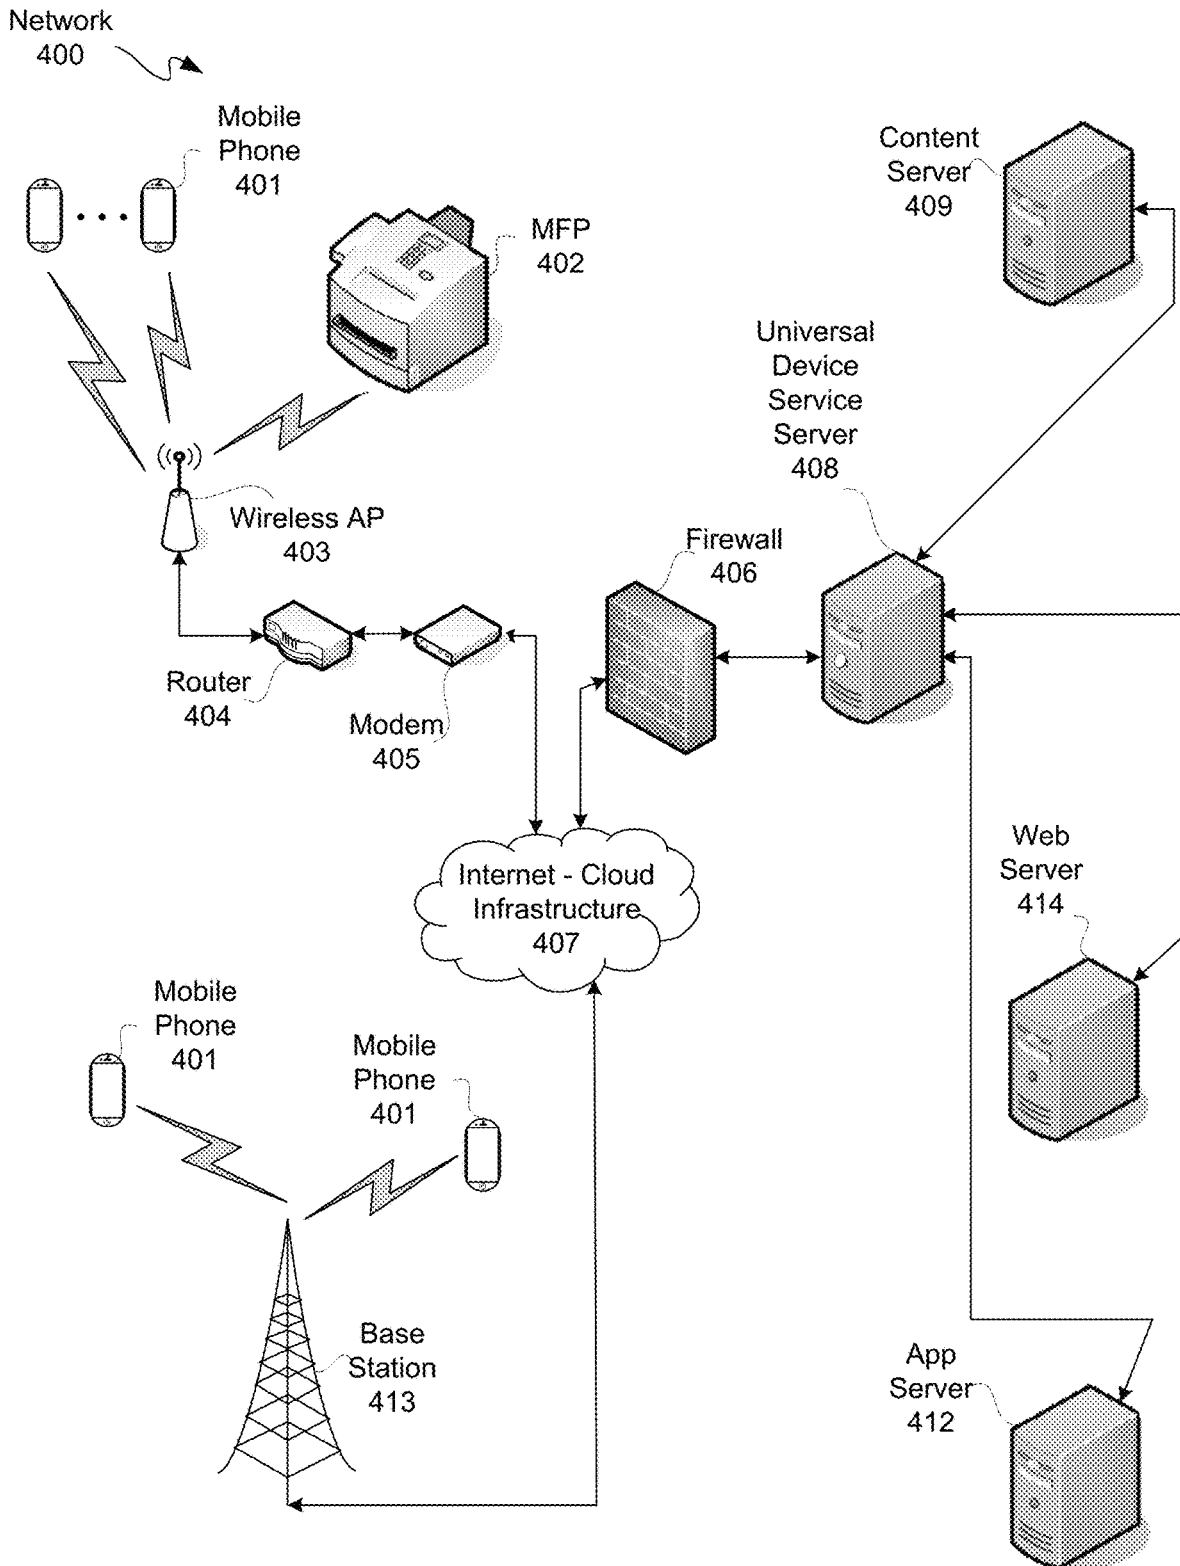 Network
400
Mobile
Phone
401
MFP
402
Content
Server
409
Universal
Device
Service
Server
408
Wireless AP
403
Firewall
406
Router
404
Modem
405
Internet - Cloud
Infrastructure
407
Web
Server
414
Mobile
Phone
401
Mobile
Phone
401
Base
Station
413
App
Server
412